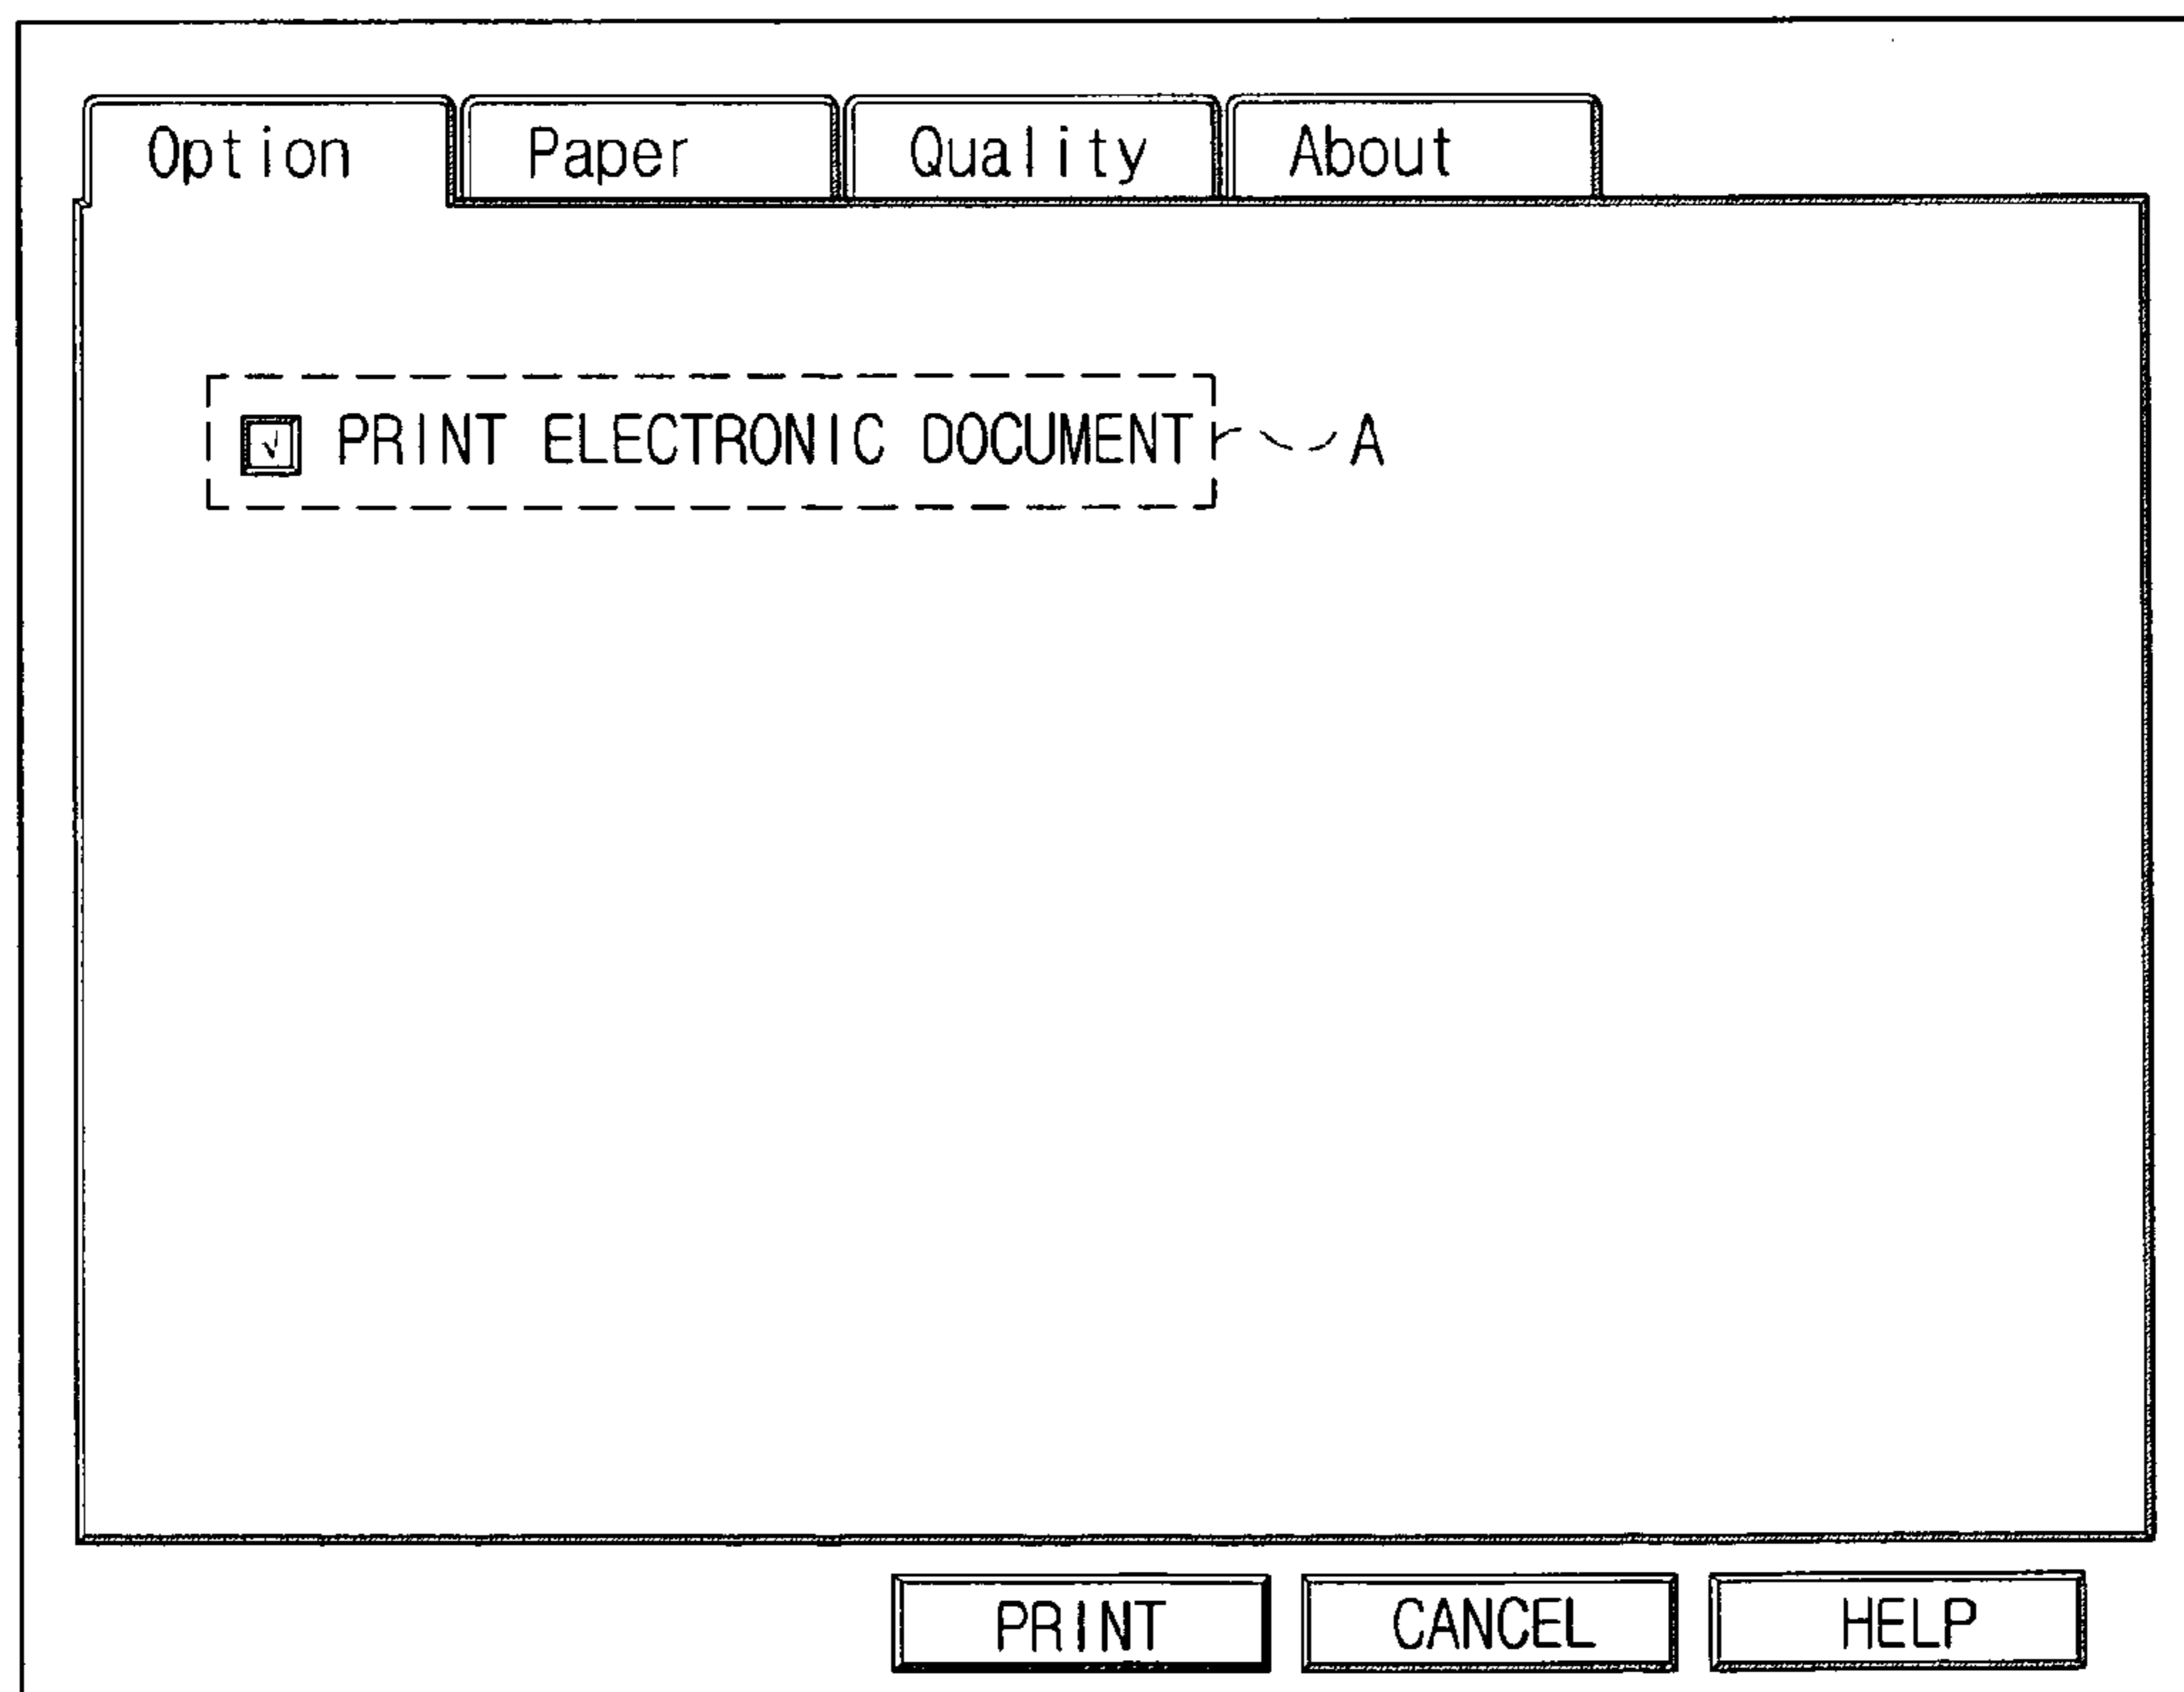 Option Paper Quality About
PRINT ELECTRONIC DOCUMENT A
PRINT CANCEL HELP